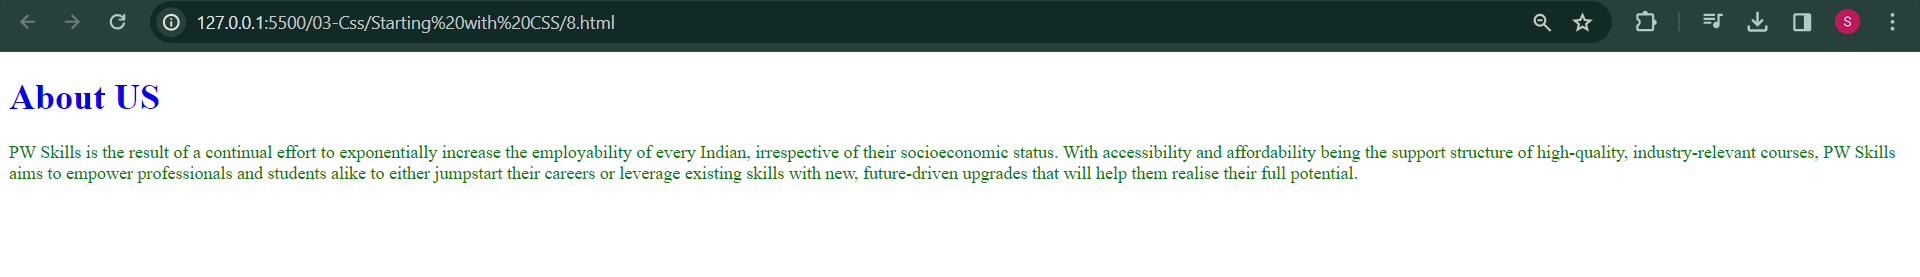 127.0.0.1:5500/03-Css/Starting%20with%20CSS/8.html
S
About US
PW Skills is the result of a continual effort to exponentially increase the employability of every Indian, irrespective of their socioeconomic status. With accessibility and affordability being the support structure of high-quality, industry-relevant courses, PW Skills
aims to empower professionals and students alike to either jumpstart their careers or leverage existing skills with new, future-driven upgrades that will help them realise their full potential.